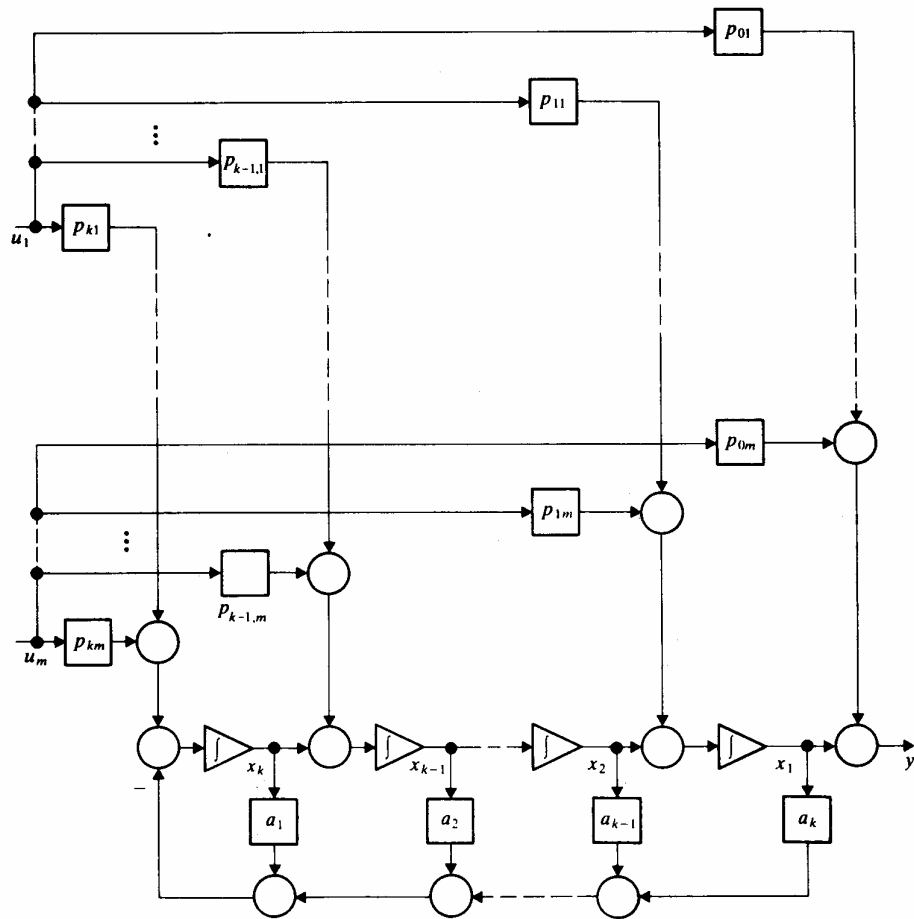 p₀₁
p₁₁
⋮
pₖ₋₁,₁
pₖ₁
u₁
p₀ₘ
p₁ₘ
⋮
pₖ₋₁,ₘ
pₖₘ
uₘ
∫ ∫ ∫ ∫
xₖ xₖ₋₁ x₂ x₁ y
−
a₁ a₂ aₖ₋₁ aₖ